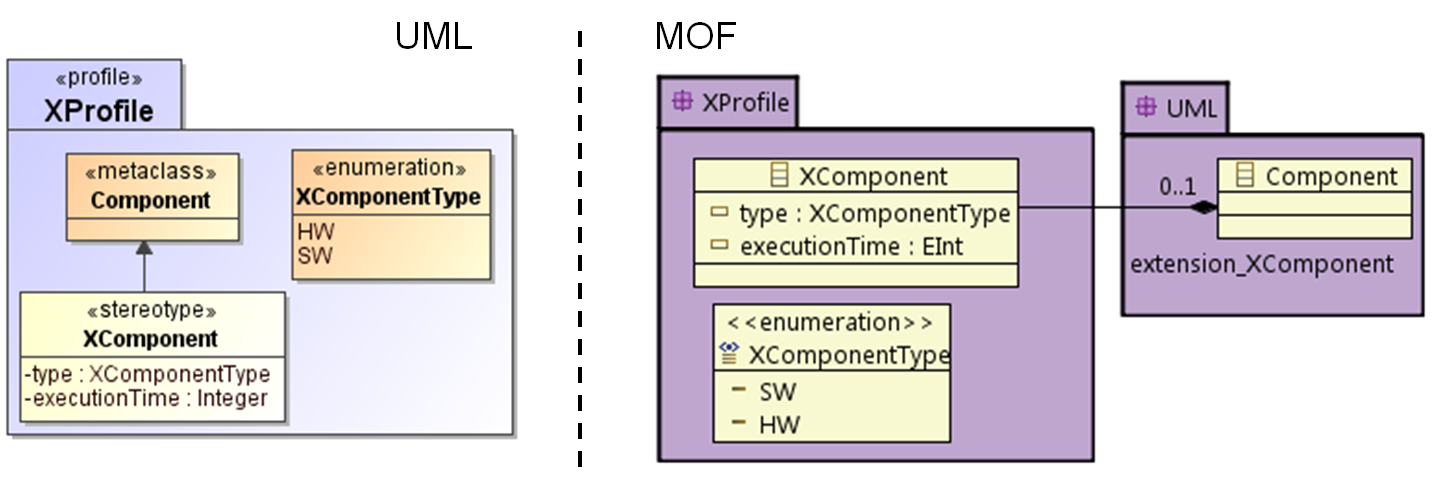 UML
MOF
«profile»
XProfile
«metaclass»
Component
«enumeration»
XComponentType
HW
SW
«stereotype»
XComponent
-type : XComponentType
-executionTime : Integer
XProfile
XComponent
type : XComponentType
executionTime : EInt
<<enumeration>>
XComponentType
SW
HW
UML
0..1
Component
extension_XComponent